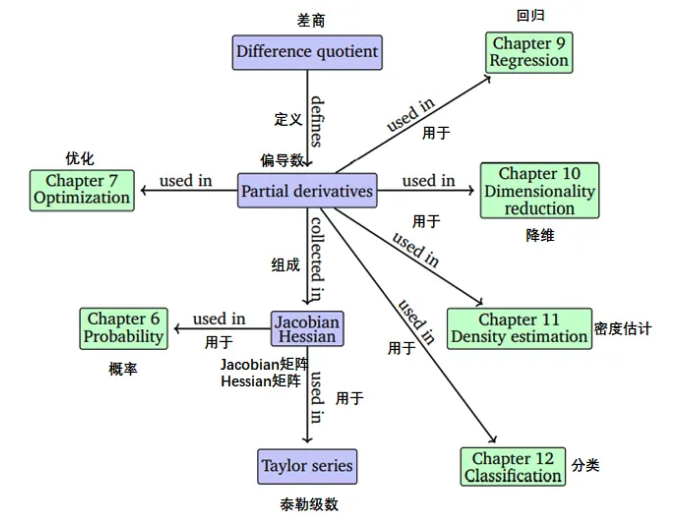 差商
Difference quotient
回归
Chapter 9
Regression
defines
定义
used in
用于
优化
Chapter 7
Optimization
used in
偏导数
Partial derivatives
used in
Chapter 10
Dimensionality
reduction
降维
collected in
组成
用于
used in
Chapter 11
Density estimation
密度估计
used in
用于
Chapter 6
Probability
概率
used in
用于
Jacobian
Hessian
Jacobian矩阵
Hessian矩阵
used in
用于
Taylor series
泰勒级数
Chapter 12
Classification
分类